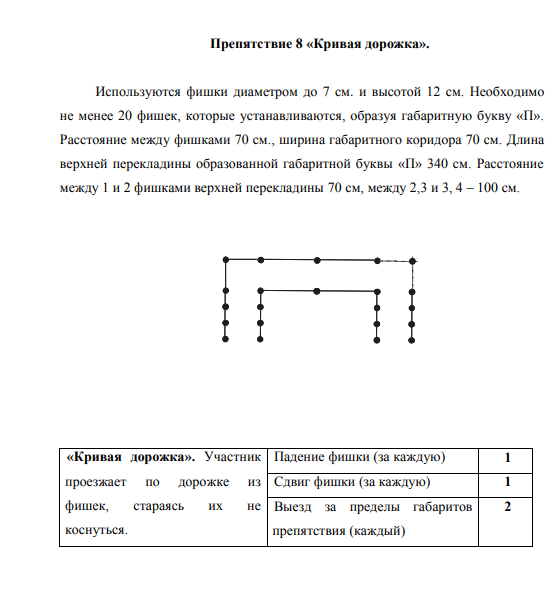 Препятствие 8 «Кривая дорожка».
Используются фишки диаметром до 7 см. и высотой 12 см. Необходимо
не менее 20 фишек, которые устанавливаются, образуя габаритную букву «П».
Расстояние между фишками 70 см., ширина габаритного коридора 70 см. Длина
верхней перекладины образованной габаритной буквы «П» 340 см. Расстояние
между 1 и 2 фишками верхней перекладины 70 см, между 2,3 и 3, 4 – 100 см.
«Кривая дорожка». Участник
проезжает по дорожке из
фишек, стараясь их не
коснуться.
Падение фишки (за каждую)
1
Сдвиг фишки (за каждую)
1
Выезд за пределы габаритов
препятствия (каждый)
2